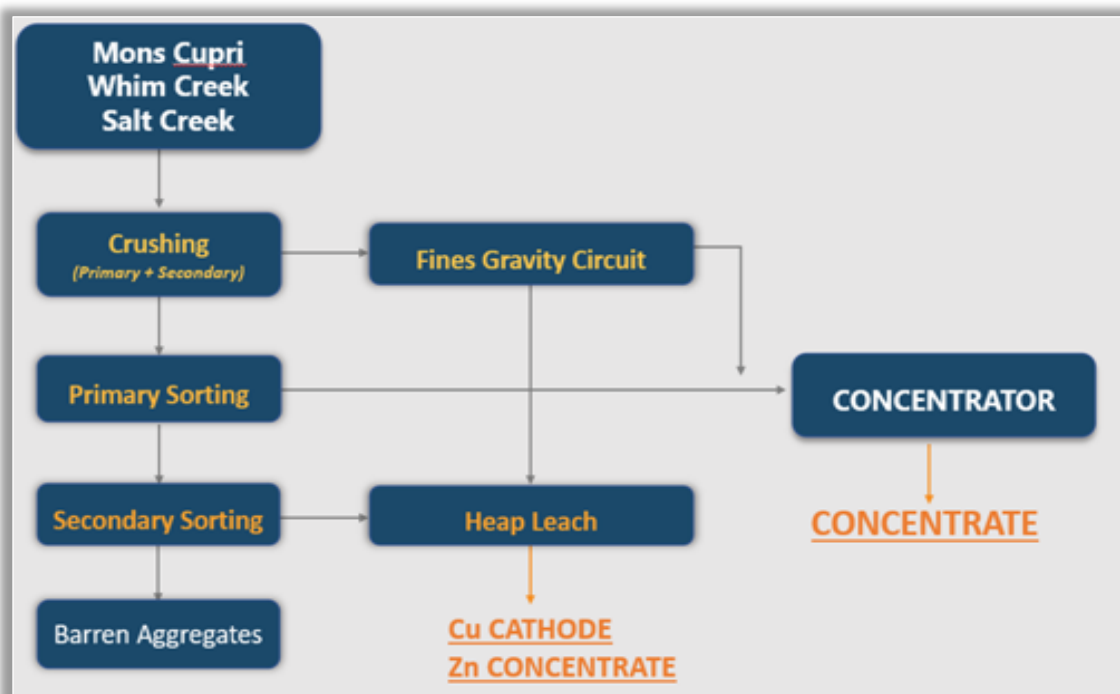 Mons Cupri
Whim Creek
Salt Creek
Crushing
(Primary + Secondary)
Fines Gravity Circuit
Primary Sorting
CONCENTRATOR
Secondary Sorting
Heap Leach
CONCENTRATE
Barren Aggregates
Cu CATHODE
Zn CONCENTRATE